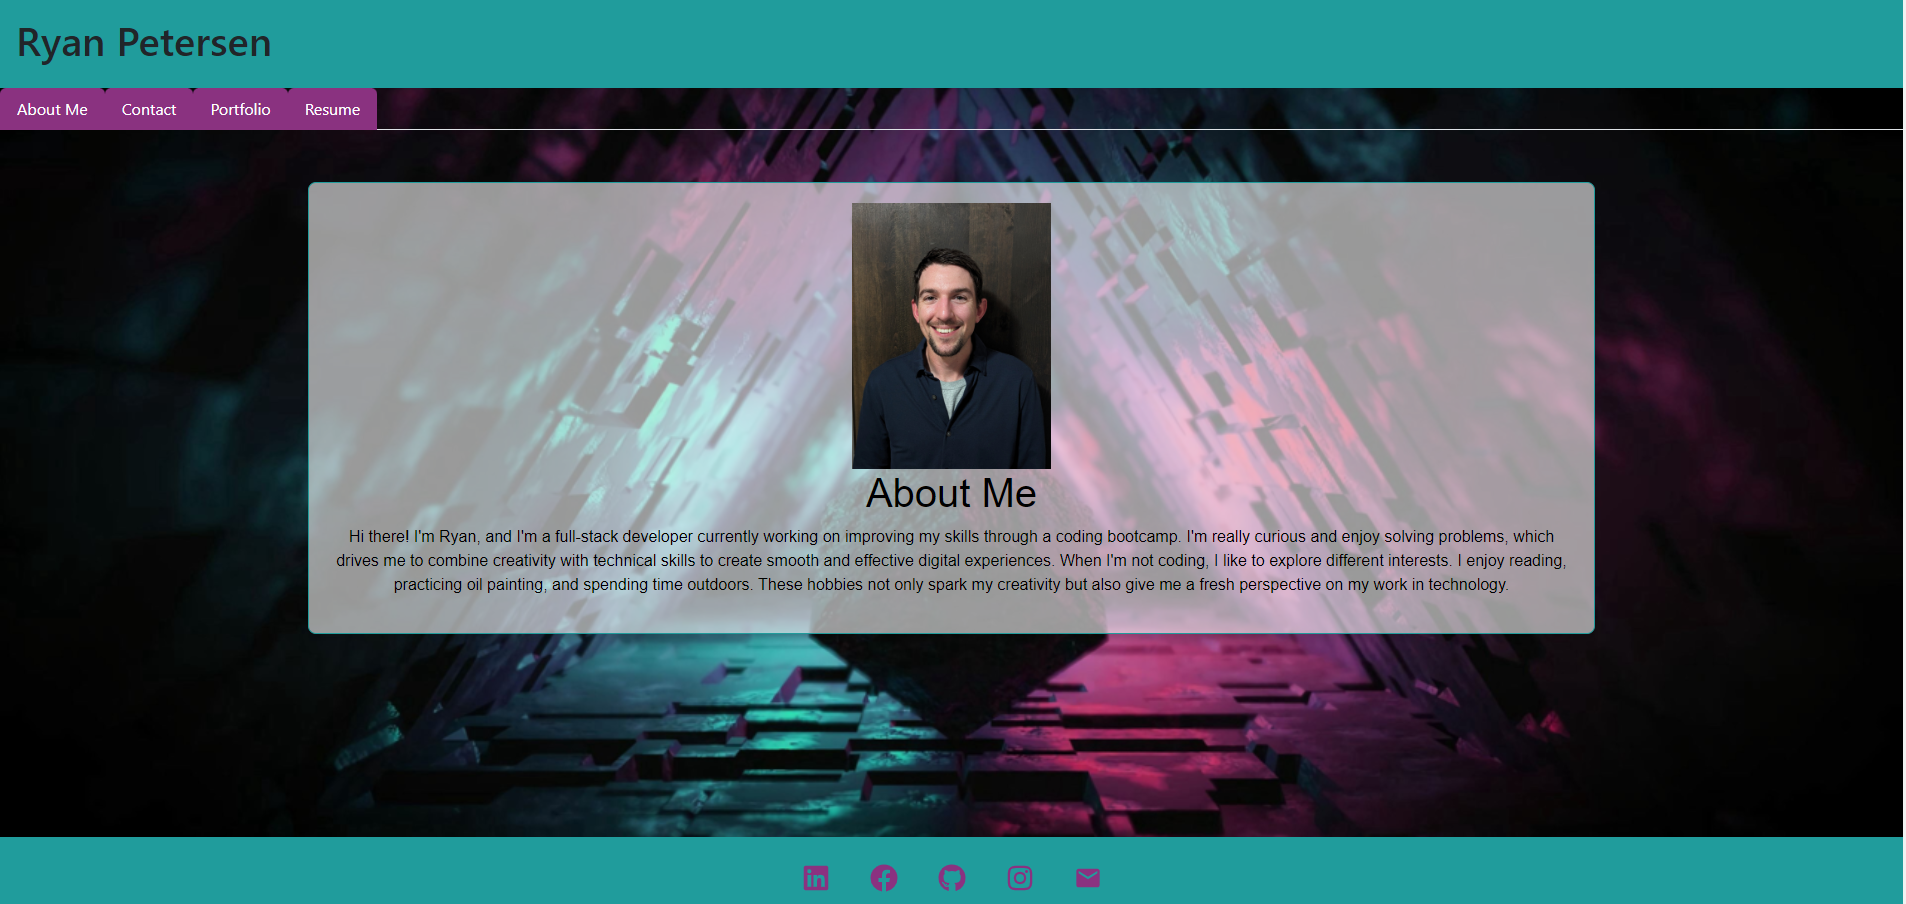 Ryan Petersen
About Me
Contact
Portfolio
Resume
About Me
Hi there! I'm Ryan, and I'm a full-stack developer currently working on improving my skills through a coding bootcamp. I'm really curious and enjoy solving problems, which
drives me to combine creativity with technical skills to create smooth and effective digital experiences. When I'm not coding, I like to explore different interests. I enjoy reading,
practicing oil painting, and spending time outdoors. These hobbies not only spark my creativity but also give me a fresh perspective on my work in technology.